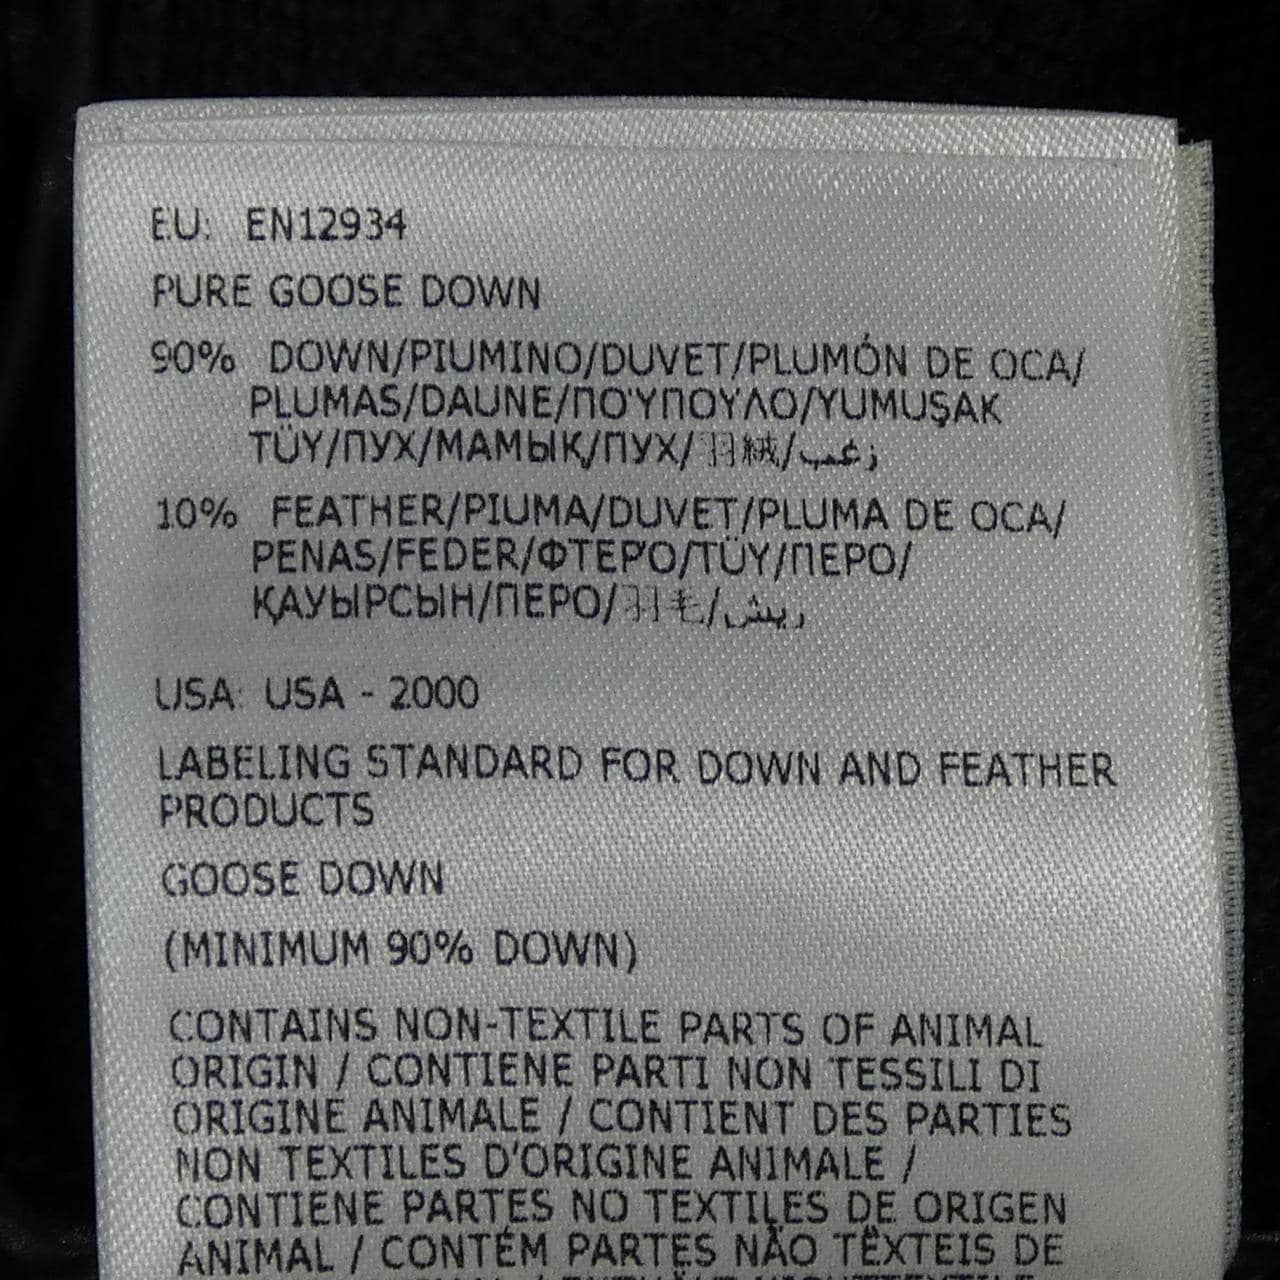 EU: EN12934
PURE GOOSE DOWN
90% DOWN/PIUMINO/DUVET/PLUMÓN DE OCA/
PLUMAS/DAUNE/ΠΟΎΠΟΥΛΟ/YUMUŞAK
TÜY/ПУХ/МАМЫҚ/ПУХ/羽絨/زغب
10% FEATHER/PIUMA/DUVET/PLUMA DE OCA/
PENAS/FEDER/ΦΤΕΡΌ/TÜY/ПЕРО/
ҚАУЫРСЫН/ПЕРО/羽毛/ريش
USA: USA - 2000
LABELING STANDARD FOR DOWN AND FEATHER
PRODUCTS
GOOSE DOWN
(MINIMUM 90% DOWN)
CONTAINS NON-TEXTILE PARTS OF ANIMAL
ORIGIN / CONTIENE PARTI NON TESSILI DI
ORIGINE ANIMALE / CONTIENT DES PARTIES
NON TEXTILES D'ORIGINE ANIMALE /
CONTIENE PARTES NO TEXTILES DE ORIGEN
ANIMAL / CONTÉM PARTES NÃO TÊXTEIS DE